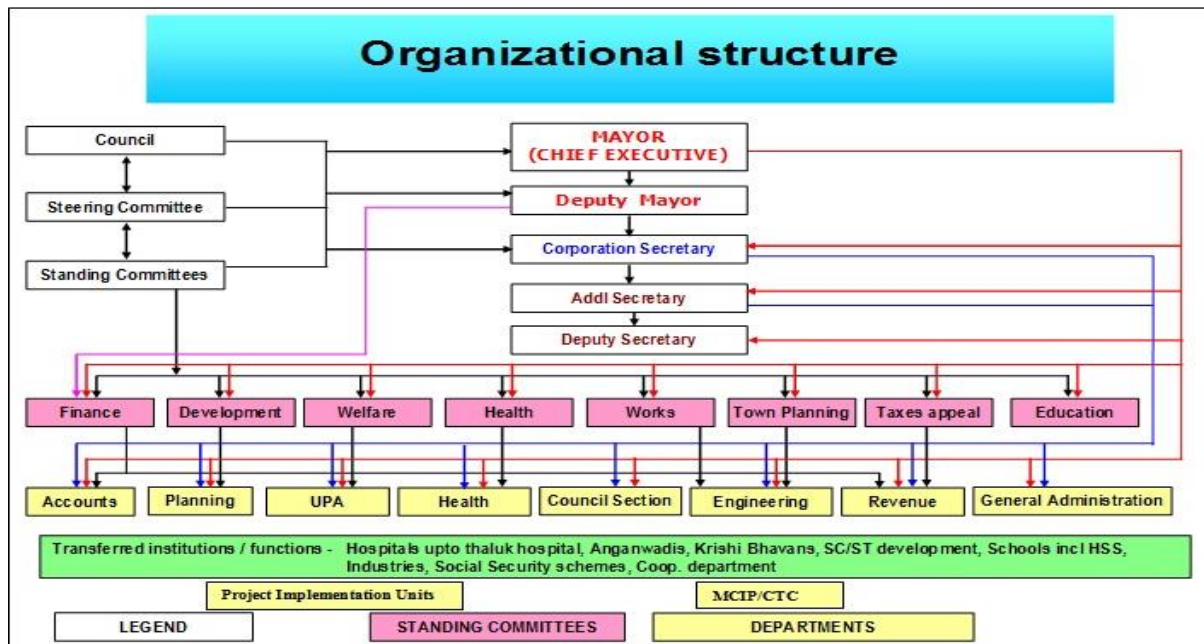 Organizational structure
Council
MAYOR
(CHIEF EXECUTIVE)
Steering Committee
Deputy Mayor
Corporation Secretary
Standing Committees
Addl Secretary
Deputy Secretary
Finance
Development
Welfare
Health
Works
Town Planning
Taxes appeal
Education
Accounts
Planning
UPA
Health
Council Section
Engineering
Revenue
General Administration
Transferred institutions / functions - Hospitals upto thaluk hospital, Anganwadis, Krishi Bhavans, SC/ST development, Schools incl HSS,
Industries, Social Security schemes, Coop. department
Project Implementation Units
MCIP/CTC
LEGEND
STANDING COMMITTEES
DEPARTMENTS